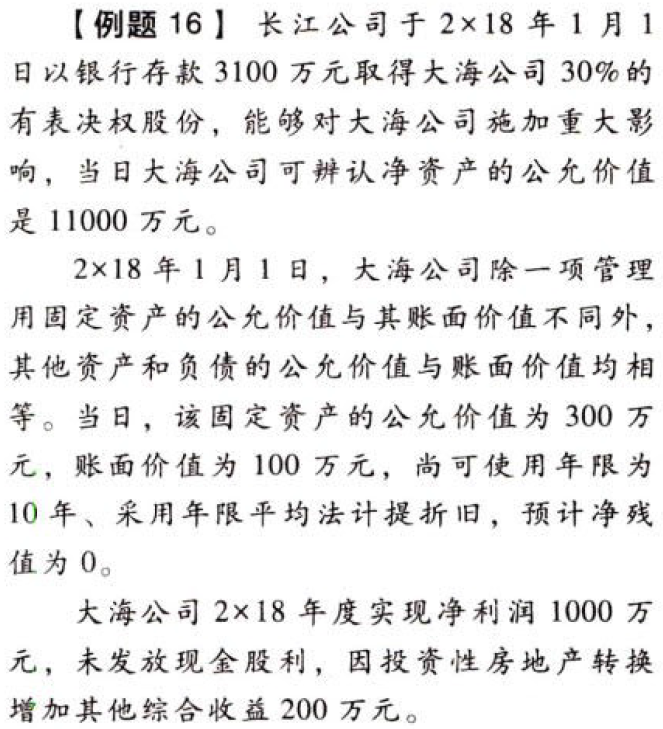 【例题 16】 长江公司于 2×18 年 1 月 1
日以银行存款 3100 万元取得大海公司 30%的
有表决权股份，能够对大海公司施加重大影
响，当日大海公司可辨认净资产的公允价值
是 11000 万元。
2×18 年 1 月 1 日，大海公司除一项管理
用固定资产的公允价值与其账面价值不同外，
其他资产和负债的公允价值与账面价值均相
等。当日，该固定资产的公允价值为 300 万
元，账面价值为 100 万元，尚可使用年限为
10 年、采用年限平均法计提折旧，预计净残
值为 0。
大海公司 2×18 年度实现净利润 1000 万
元，未发放现金股利，因投资性房地产转换
增加其他综合收益 200 万元。